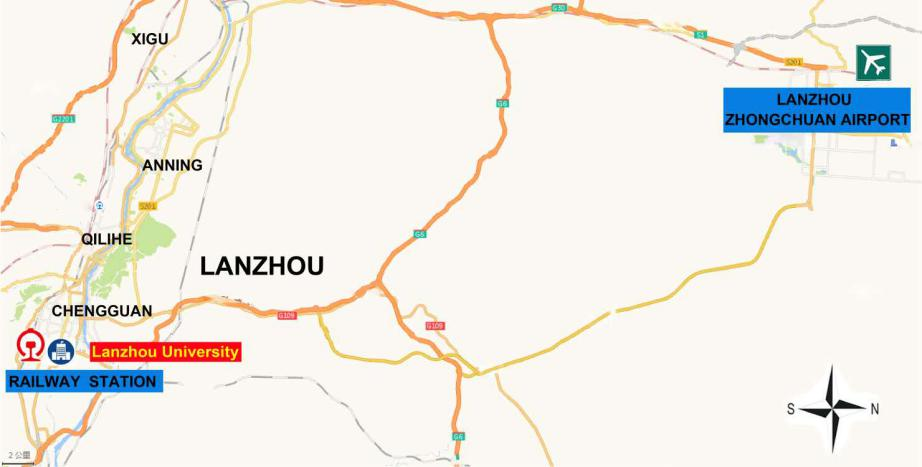 XIGU
G30
S1
S201
LANZHOU
ZHONGCHUAN AIRPORT
G6
ANNING
S201
G6
QILIHE
LANZHOU
CHENGGUAN
G109
G109
Lanzhou University
RAILWAY STATION
S
N
G6
2 公里